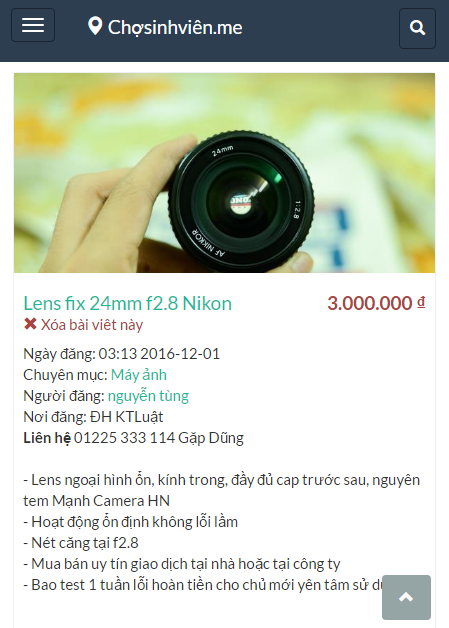 Chợsinhviên.me
24mm
1:2.8
AF NIKKOR
Lens fix 24mm f2.8 Nikon
3.000.000 đ
Xóa bài viêt này
Ngày đăng: 03:13 2016-12-01
Chuyên mục: Máy ảnh
Người đăng: nguyễn tùng
Nơi đăng: ĐH KTLuật
Liên hệ 01225 333 114 Gặp Dũng
- Lens ngoại hình ổn, kính trong, đầy đủ cap trước sau, nguyên
tem Mạnh Camera HN
- Hoạt động ổn định không lỗi lầm
- Nét căng tại f2.8
- Mua bán uy tín giao dịch tại nhà hoặc tại công ty
- Bao test 1 tuần lỗi hoàn tiền cho chủ mới yên tâm sử